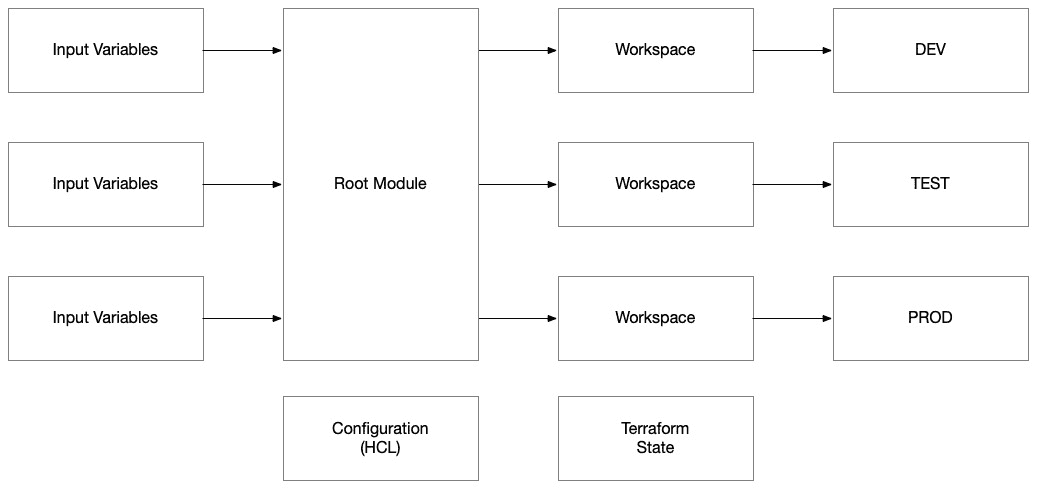 Input Variables
Workspace
DEV
Input Variables
Root Module
Workspace
TEST
Input Variables
Workspace
PROD
Configuration
(HCL)
Terraform
State